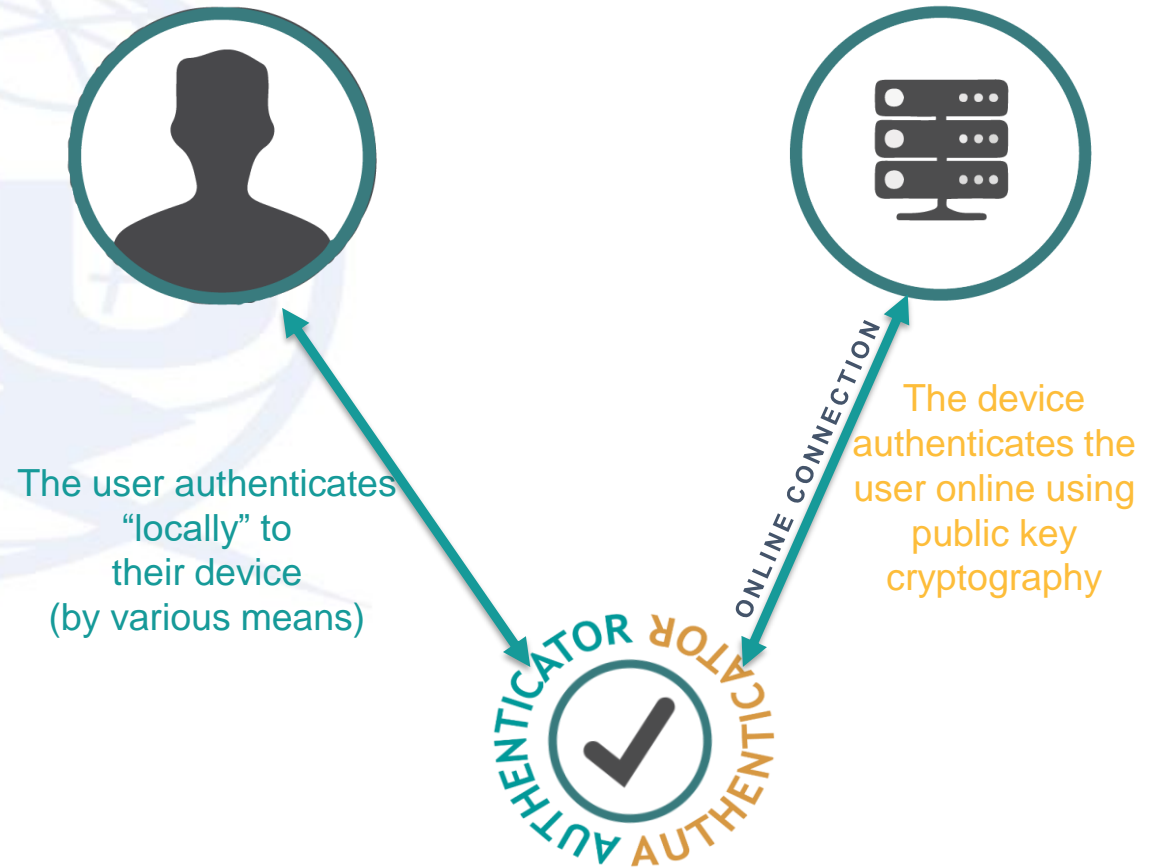 The user authenticates
“locally” to
their device
(by various means)
ONLINE CONNECTION
The device
authenticates the
user online using
public key
cryptography
AUTHENTICATOR
AUTHENTICATOR